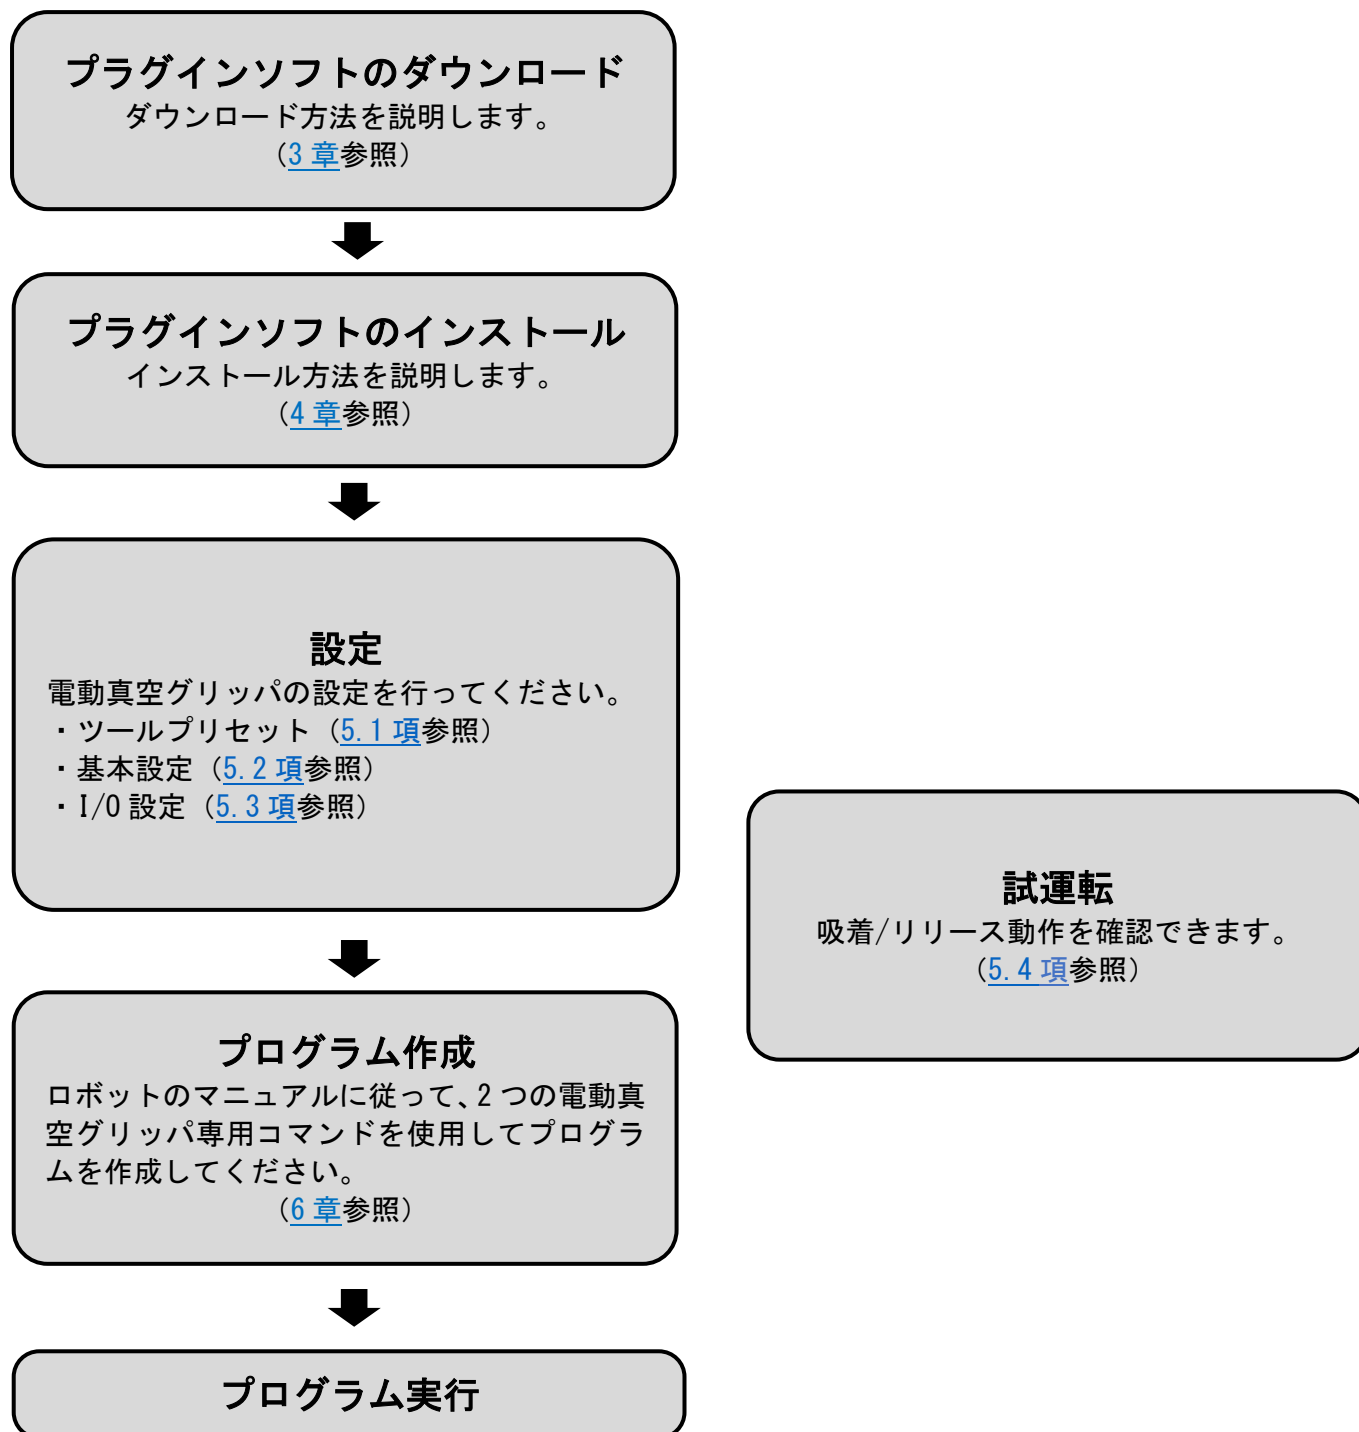 プラグインソフトのダウンロード
ダウンロード方法を説明します。
（3 章参照）
プラグインソフトのインストール
インストール方法を説明します。
（4 章参照）
設定
電動真空グリッパの設定を行ってください。
・ツールプリセット（5.1 項参照）
・基本設定（5.2 項参照）
・I/O 設定（5.3 項参照）
試運転
吸着/リリース動作を確認できます。
（5.4 項参照）
プログラム作成
ロボットのマニュアルに従って、2 つの電動真
空グリッパ専用コマンドを使用してプログラ
ムを作成してください。
（6 章参照）
プログラム実行